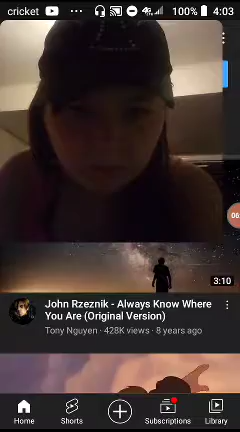 cricket 100% 4:03
06:
3:10
John Rzeznik - Always Know Where
You Are (Original Version)
Tony Nguyen · 428K views · 8 years ago
Home Shorts Subscriptions Library